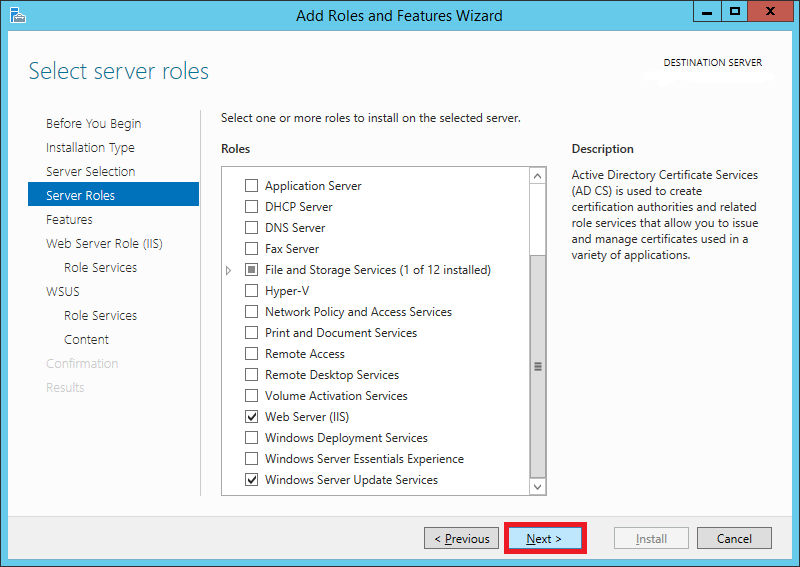 Add Roles and Features Wizard
Select server roles
DESTINATION SERVER
Before You Begin
Installation Type
Server Selection
Server Roles
Features
Web Server Role (IIS)
Role Services
WSUS
Role Services
Content
Confirmation
Results
Select one or more roles to install on the selected server.
Roles
Application Server
DHCP Server
DNS Server
Fax Server
File and Storage Services (1 of 12 installed)
Hyper-V
Network Policy and Access Services
Print and Document Services
Remote Access
Remote Desktop Services
Volume Activation Services
Web Server (IIS)
Windows Deployment Services
Windows Server Essentials Experience
Windows Server Update Services
Description
Active Directory Certificate Services
(AD CS) is used to create
certification authorities and related
role services that allow you to issue
and manage certificates used in a
variety of applications.
< Previous
Next >
Install
Cancel